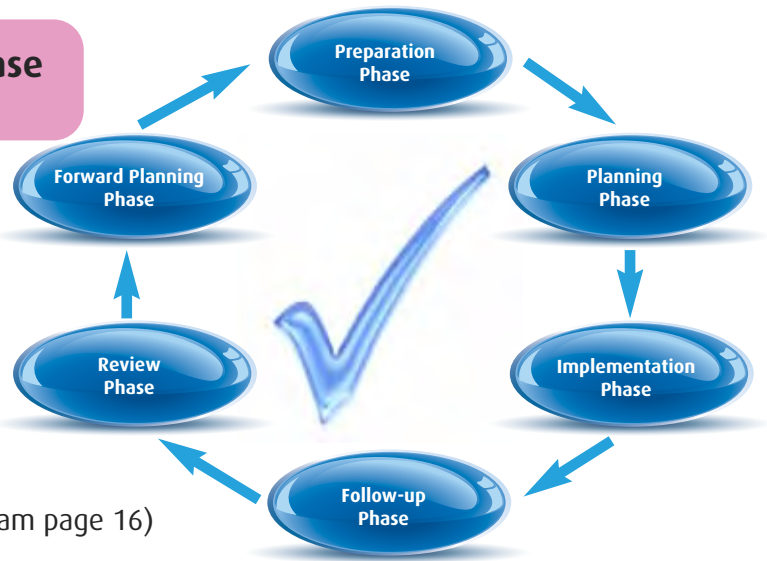 ase
Preparation
Phase
Forward Planning
Phase
Planning
Phase
Review
Phase
Implementation
Phase
Follow-up
Phase
am page 16)